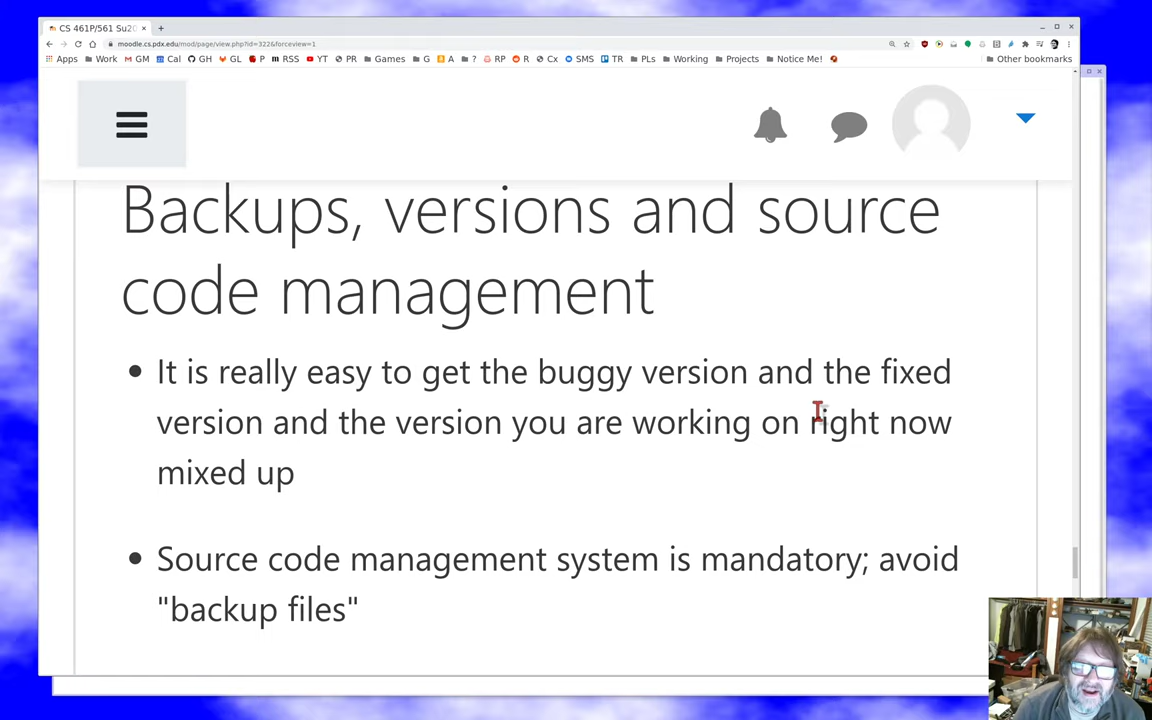 CS 461P/561 Su20
moodle.cs.pdx.edu/mod/page/view.php?id=322&forceview=1
Apps Work GM Cal GH GL P RSS YT PR Games G A ? RP R Cx SMS TR PLs Working Projects Notice Me! Other bookmarks
Backups, versions and source
code management
• It is really easy to get the buggy version and the fixed
version and the version you are working on right now
mixed up
• Source code management system is mandatory; avoid
"backup files"